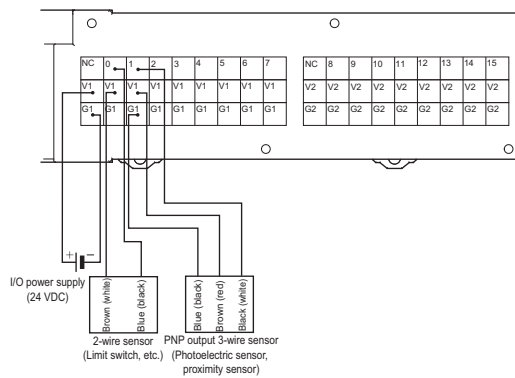 NC 0 1 2 3 4 5 6 7
V1 V1 V1 V1 V1 V1 V1 V1 V1
G1 G1 G1 G1 G1 G1 G1 G1 G1
NC 8 9 10 11 12 13 14 15
V2 V2 V2 V2 V2 V2 V2 V2 V2
G2 G2 G2 G2 G2 G2 G2 G2 G2
+ −
I/O power supply
(24 VDC)
Brown (white)
Blue (black)
Blue (black)
Brown (red)
Black (white)
2-wire sensor
(Limit switch, etc.)
PNP output 3-wire sensor
(Photoelectric sensor,
proximity sensor)